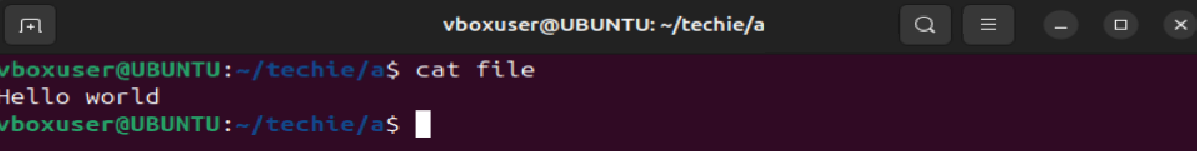 vboxuser@UBUNTU: ~/techie/a
vboxuser@UBUNTU:~/techie/a$ cat file
Hello world
vboxuser@UBUNTU:~/techie/a$